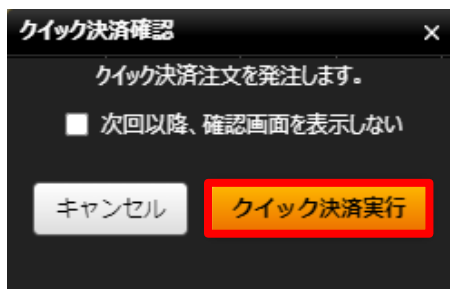 クイック決済確認 ×
クイック決済注文を発注します。
次回以降、確認画面を表示しない
キャンセル クイック決済実行